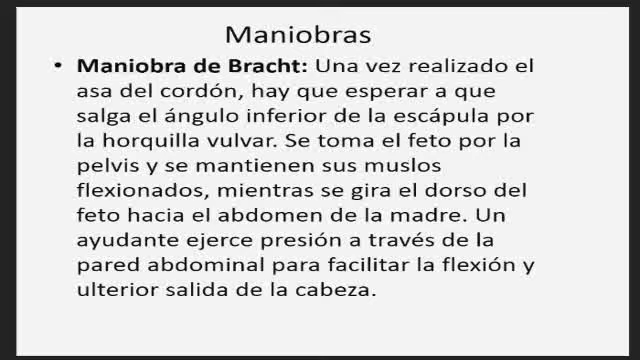 Maniobras
• Maniobra de Bracht: Una vez realizado el
asa del cordón, hay que esperar a que
salga el ángulo inferior de la escápula por
la horquilla vulvar. Se toma el feto por la
pelvis y se mantienen sus muslos
flexionados, mientras se gira el dorso del
feto hacia el abdomen de la madre. Un
ayudante ejerce presión a través de la
pared abdominal para facilitar la flexión y
ulterior salida de la cabeza.